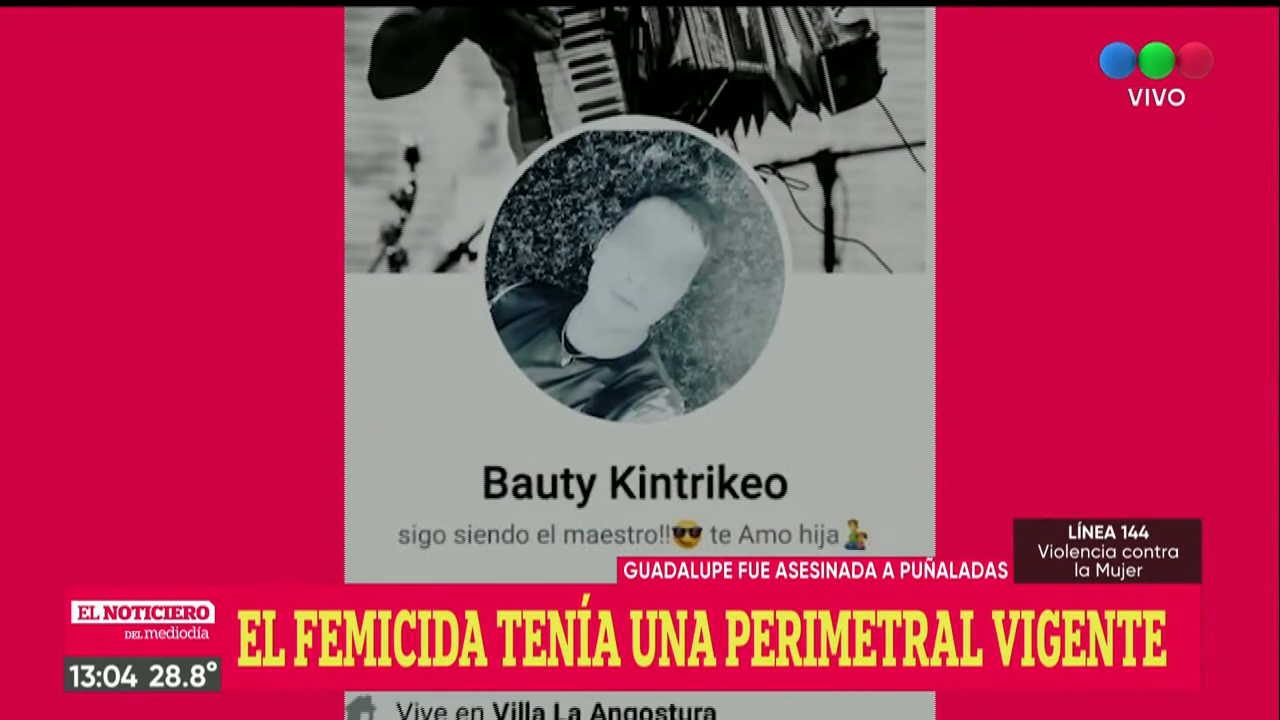 VIVO
Bauty Kintrikeo
sigo siendo el maestro!!😎 te Amo hija👨‍🍼
LÍNEA 144
Violencia contra
la Mujer
GUADALUPE FUE ASESINADA A PUÑALADAS
EL NOTICIERO
DEL mediodía
EL FEMICIDA TENÍA UNA PERIMETRAL VIGENTE
13:04 28.8°
Vive en Villa La Angostura